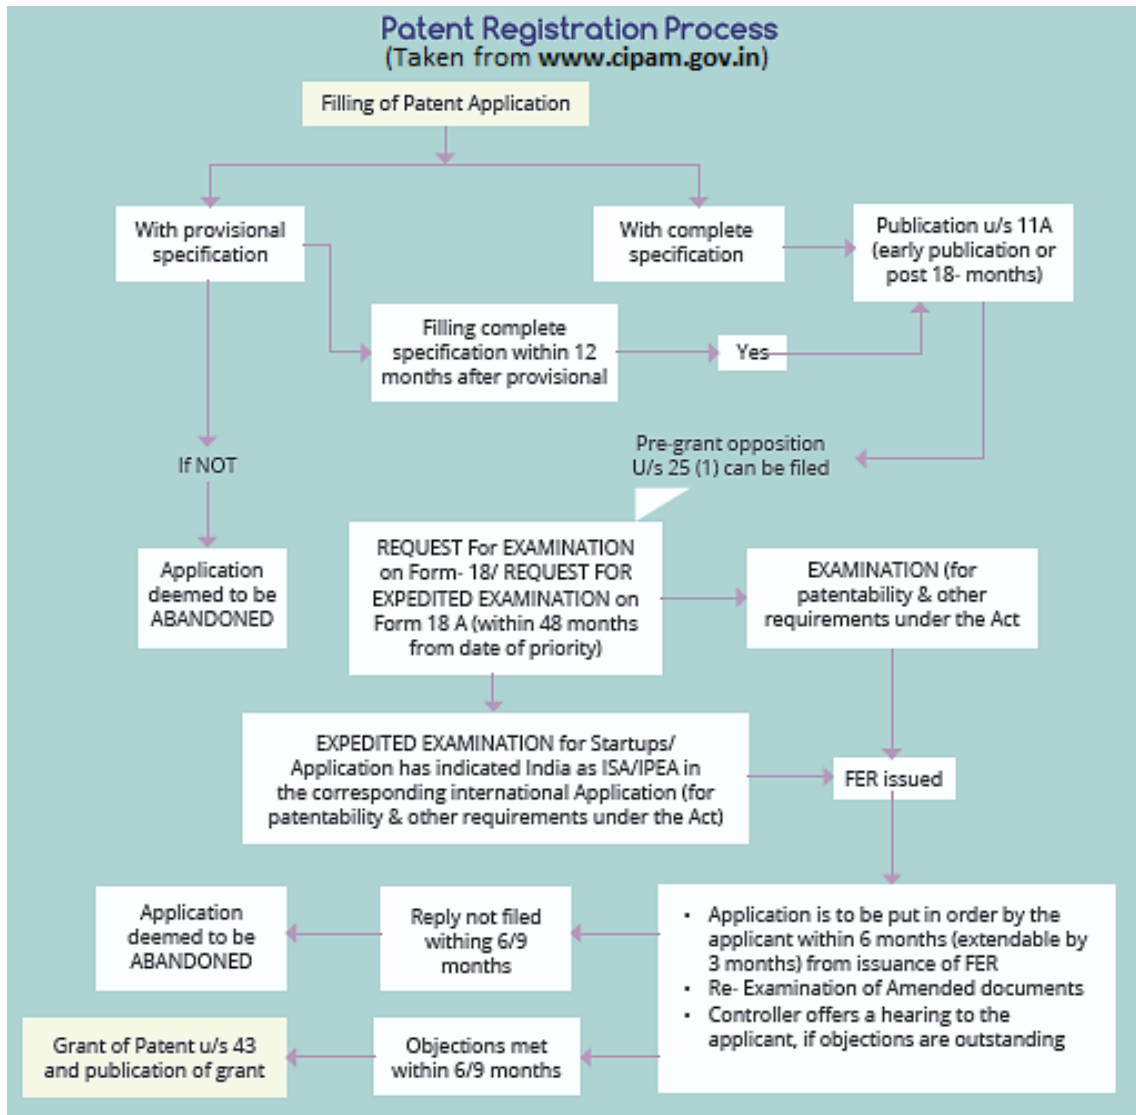 Patent Registration Process
(Taken from www.cipam.gov.in)
Filling of Patent Application
With provisional
specification
With complete
specification
Publication u/s 11A
(early publication or
post 18- months)
Filling complete
specification within 12
months after provisional
Yes
If NOT
Application
deemed to be
ABANDONED
Pre-grant opposition
U/s 25 (1) can be filed
REQUEST For EXAMINATION
on Form- 18/ REQUEST FOR
EXPEDITED EXAMINATION on
Form 18 A (within 48 months
from date of priority)
EXAMINATION (for
patentability & other
requirements under the Act
EXPEDITED EXAMINATION for Startups/
Application has indicated India as ISA/IPEA in
the corresponding international Application (for
patentability & other requirements under the Act)
FER issued
• Application is to be put in order by the
applicant within 6 months (extendable by
3 months) from issuance of FER
• Re- Examination of Amended documents
• Controller offers a hearing to the
applicant, if objections are outstanding
Reply not filed
withing 6/9
months
Application
deemed to be
ABANDONED
Objections met
within 6/9 months
Grant of Patent u/s 43
and publication of grant